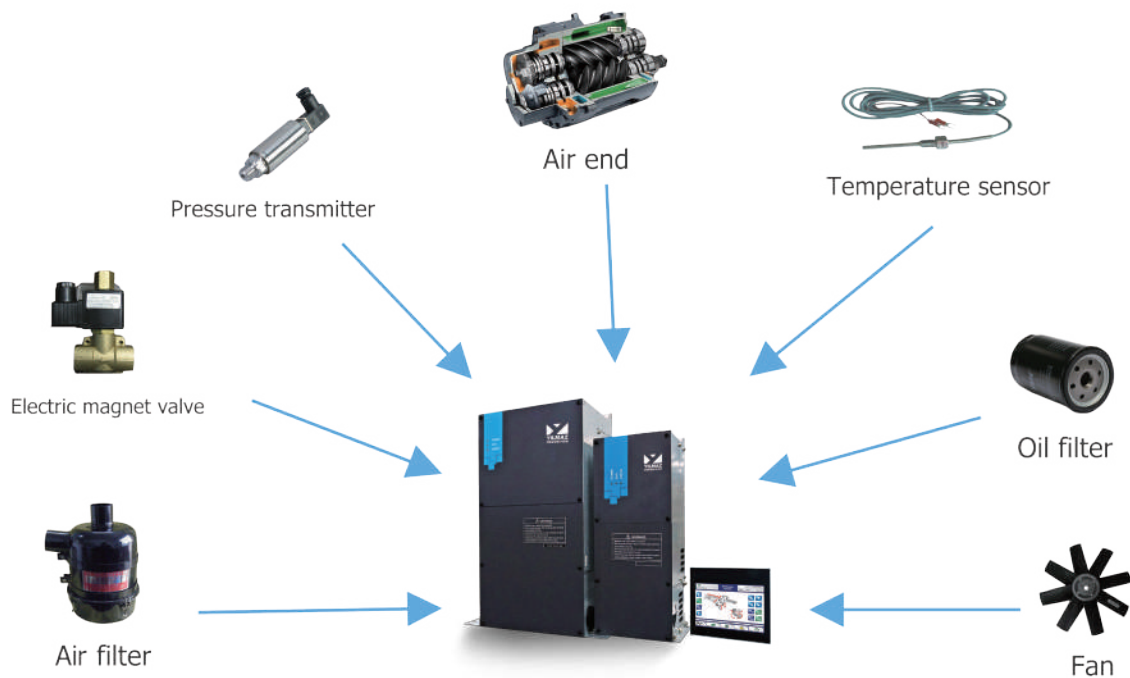 Air end
Pressure transmitter
Temperature sensor
Electric magnet valve
Oil filter
Air filter
Fan